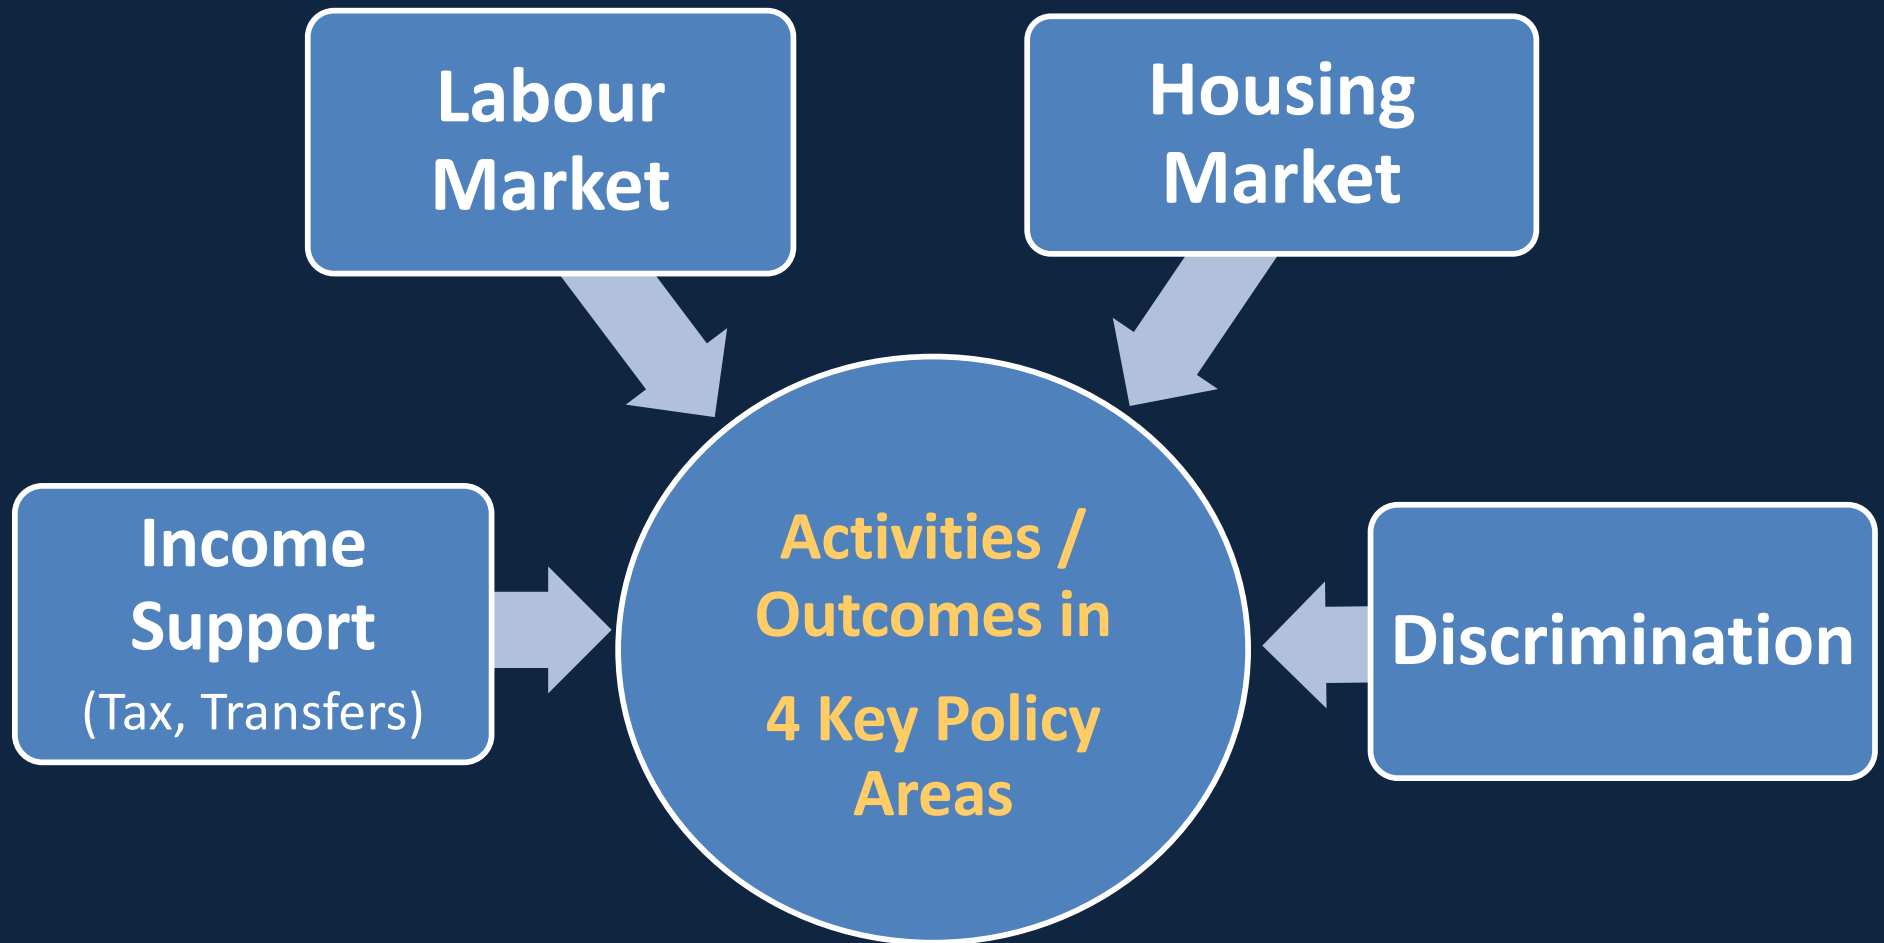 Labour
Market
Housing
Market
Income
Support
(Tax, Transfers)
Activities /
Outcomes in
4 Key Policy
Areas
Discrimination